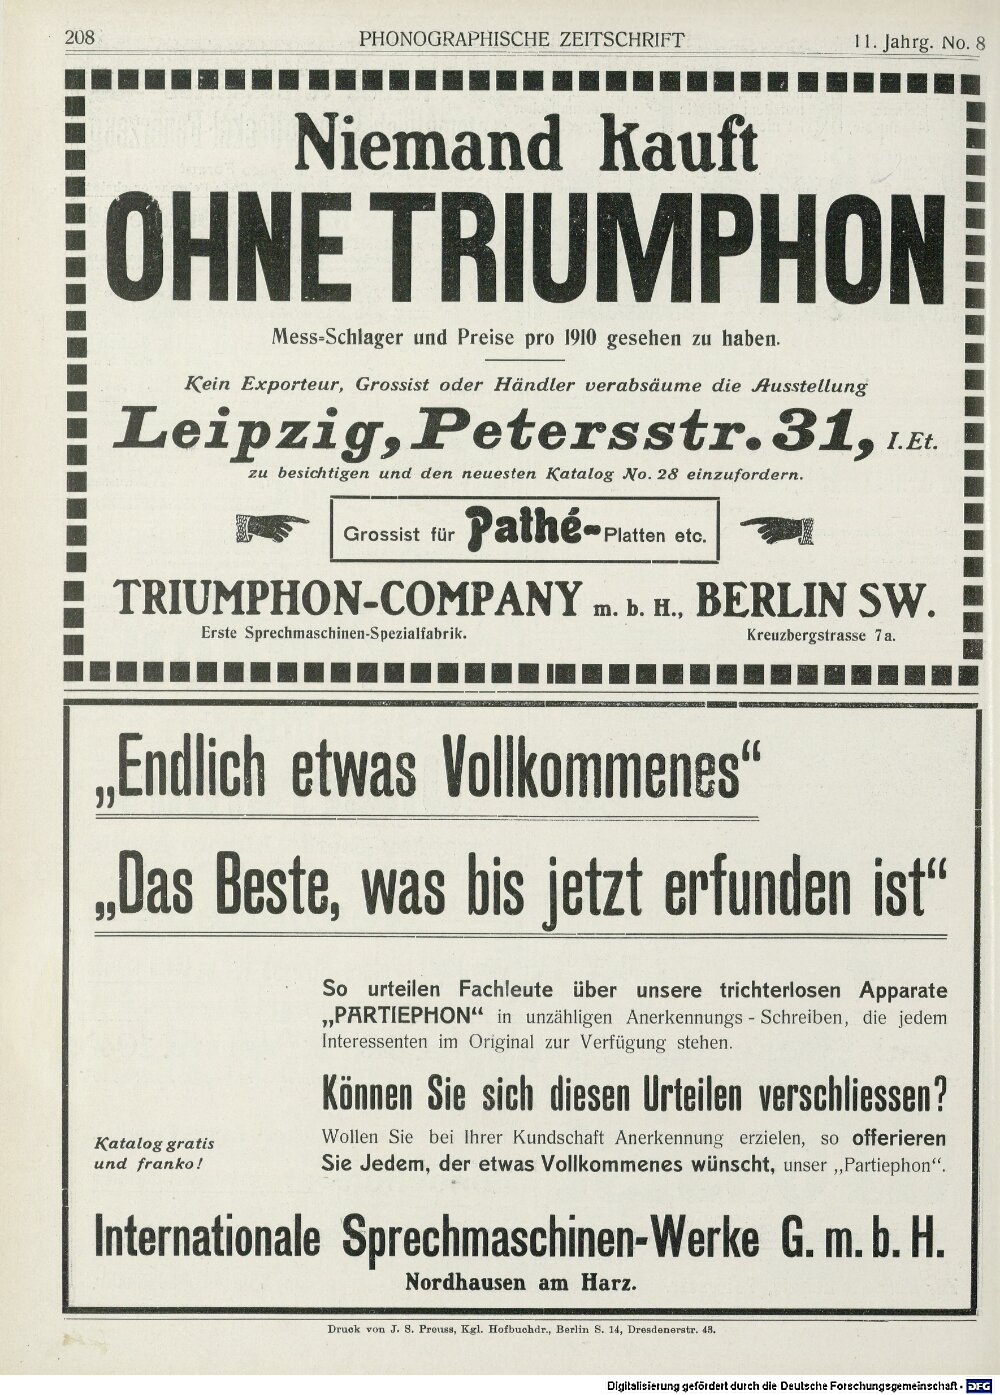 208 PHONOGRAPHISCHE ZEITSCHRIFT 11. Jahrg. No. 8
Niemand kauft
OHNE TRIUMPHON
Mess-Schlager und Preise pro 1910 gesehen zu haben.
Kein Exporteur, Grossist oder Händler verabsäume die Ausstellung
Leipzig, Petersstr. 31, I. Et.
zu besichtigen und den neuesten Katalog No. 28 einzufordern.
Grossist für Pathé-Platten etc.
TRIUMPHON-COMPANY m. b. H., BERLIN SW.
Erste Sprechmaschinen-Spezialfabrik. Kreuzbergstrasse 7a.
„Endlich etwas Vollkommenes“
„Das Beste, was bis jetzt erfunden ist“
So urteilen Fachleute über unsere trichterlosen Apparate
„PARTIEPHON“ in unzähligen Anerkennungs-Schreiben, die jedem
Interessenten im Original zur Verfügung stehen.
Können Sie sich diesen Urteilen verschliessen?
Wollen Sie bei Ihrer Kundschaft Anerkennung erzielen, so offerieren
Sie Jedem, der etwas Vollkommenes wünscht, unser „Partiephon“.
Katalog gratis
und franko!
Internationale Sprechmaschinen-Werke G. m. b. H.
Nordhausen am Harz.
Druck von J. S. Preuss, Kgl. Hofbuchdr., Berlin S. 14, Dresdenerstr. 43.
Digitalisierung gefördert durch die Deutsche Forschungsgemeinschaft - DFG